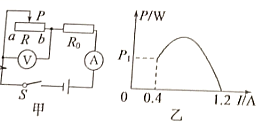 P
a R b R₀
V A
S
甲
P/W
P₁
0 0.4 1.2 I/A
乙